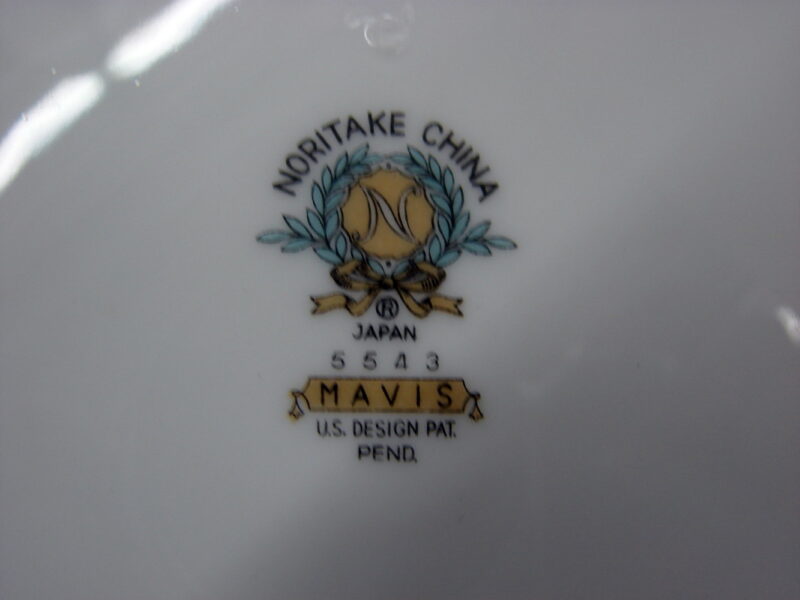 NORITAKE CHINA
N
®
JAPAN
5543
MAVIS
U.S. DESIGN PAT.
PEND.